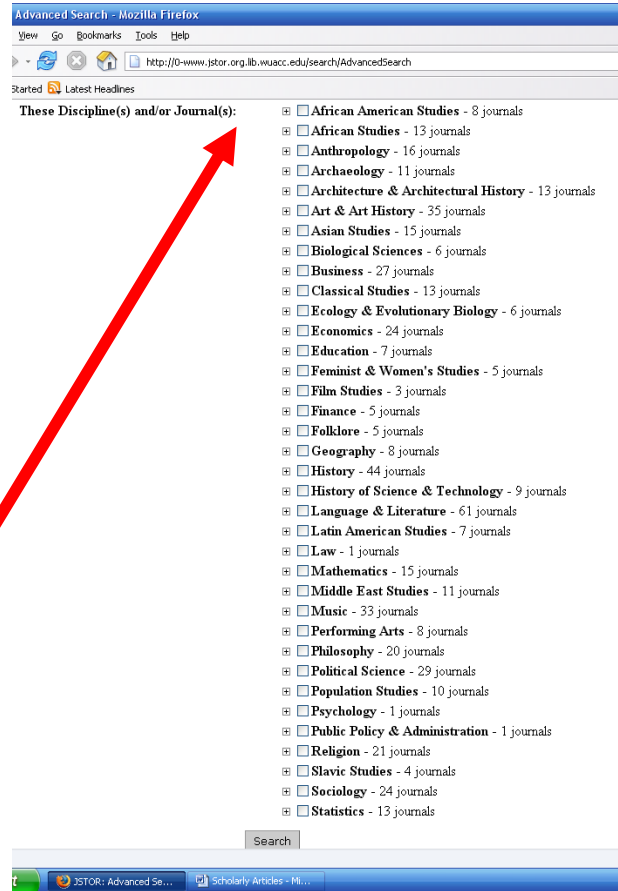 Advanced Search - Mozilla Firefox
View Go Bookmarks Tools Help
http://0-www.jstor.org.lib.wuacc.edu/search/AdvancedSearch
Started Latest Headlines
These Discipline(s) and/or Journal(s):
African American Studies - 8 journals
African Studies - 13 journals
Anthropology - 16 journals
Archaeology - 11 journals
Architecture & Architectural History - 13 journals
Art & Art History - 35 journals
Asian Studies - 15 journals
Biological Sciences - 6 journals
Business - 27 journals
Classical Studies - 13 journals
Ecology & Evolutionary Biology - 6 journals
Economics - 24 journals
Education - 7 journals
Feminist & Women's Studies - 5 journals
Film Studies - 3 journals
Finance - 5 journals
Folklore - 5 journals
Geography - 8 journals
History - 44 journals
History of Science & Technology - 9 journals
Language & Literature - 61 journals
Latin American Studies - 7 journals
Law - 1 journals
Mathematics - 15 journals
Middle East Studies - 11 journals
Music - 33 journals
Performing Arts - 8 journals
Philosophy - 20 journals
Political Science - 29 journals
Population Studies - 10 journals
Psychology - 1 journals
Public Policy & Administration - 1 journals
Religion - 21 journals
Slavic Studies - 4 journals
Sociology - 24 journals
Statistics - 13 journals
Search
JSTOR: Advanced Se... Scholarly Articles - Mi...